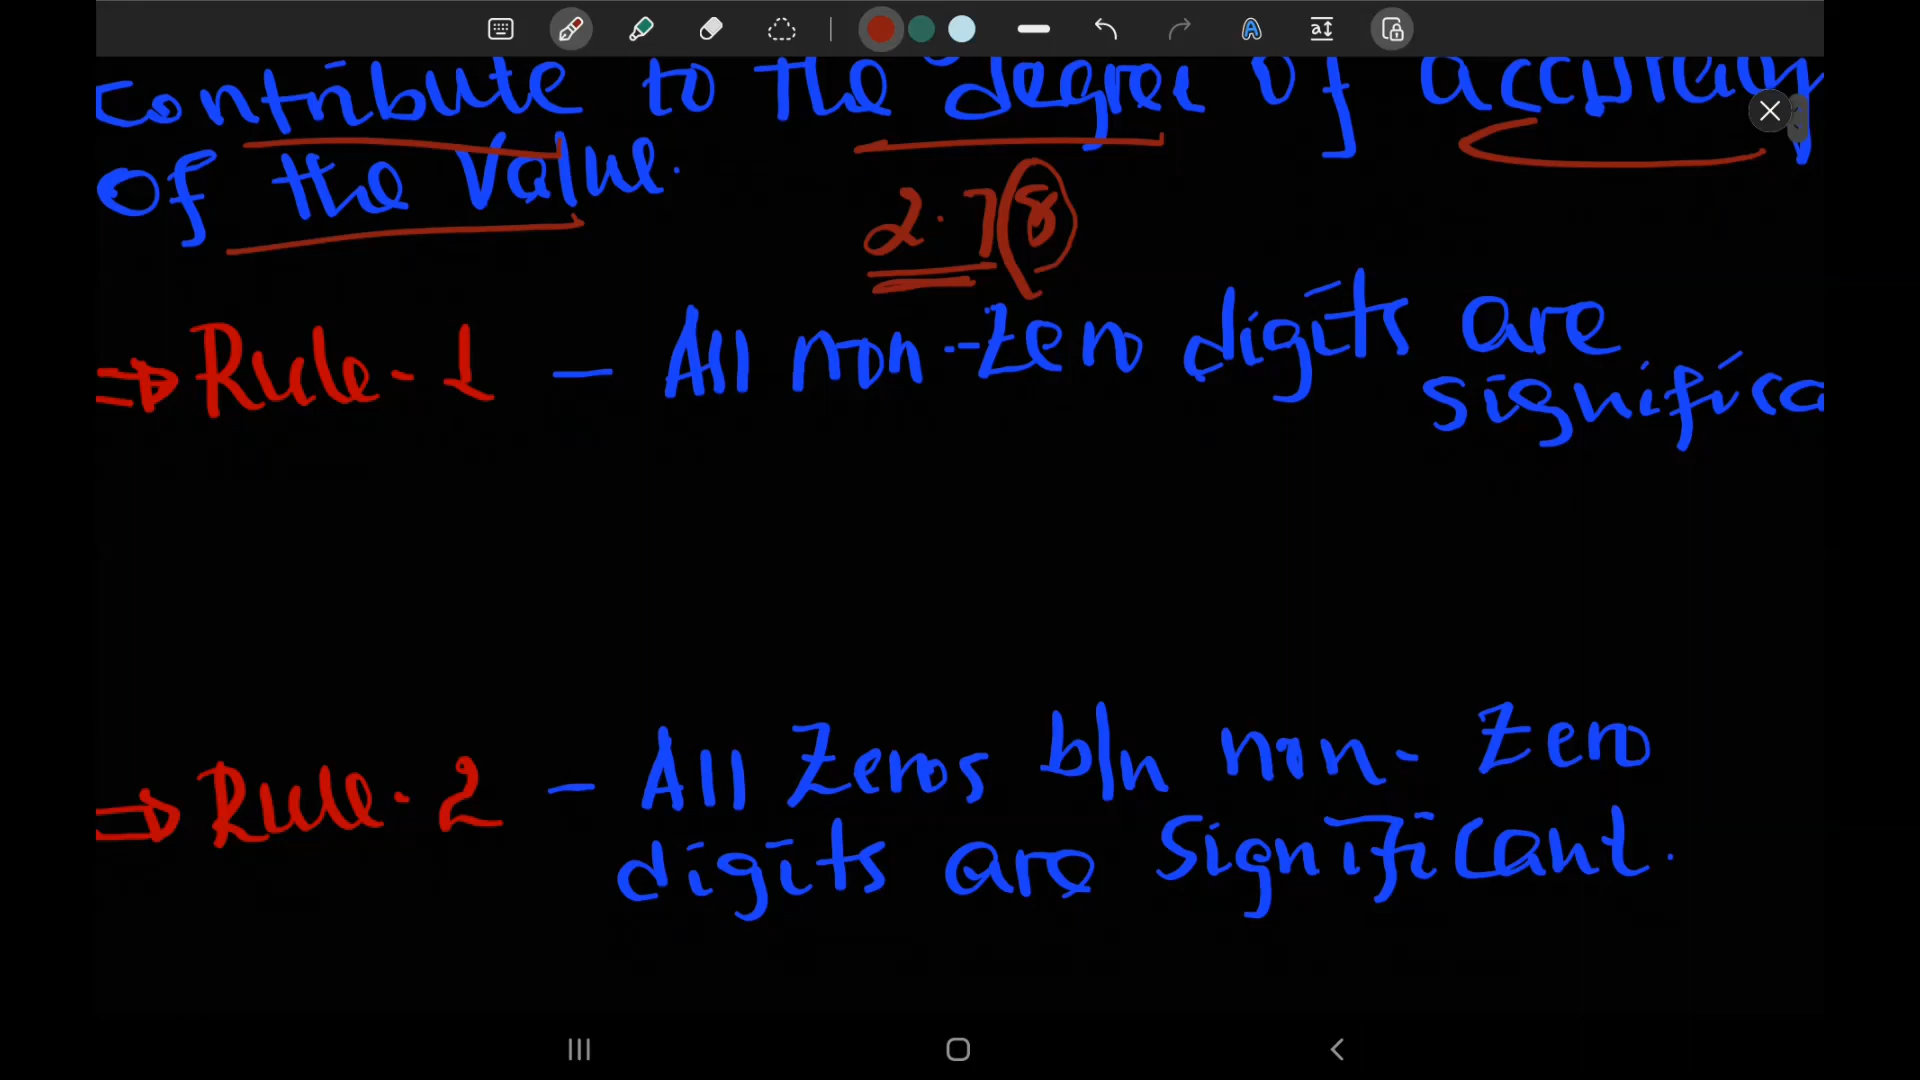 contribute to the degree of accuracy
Of the Value.
2.78
⇒ Rule-1 – All non-zero digits are
significa
⇒ Rule-2 – All Zeros b/n non-zero
digits are significant.